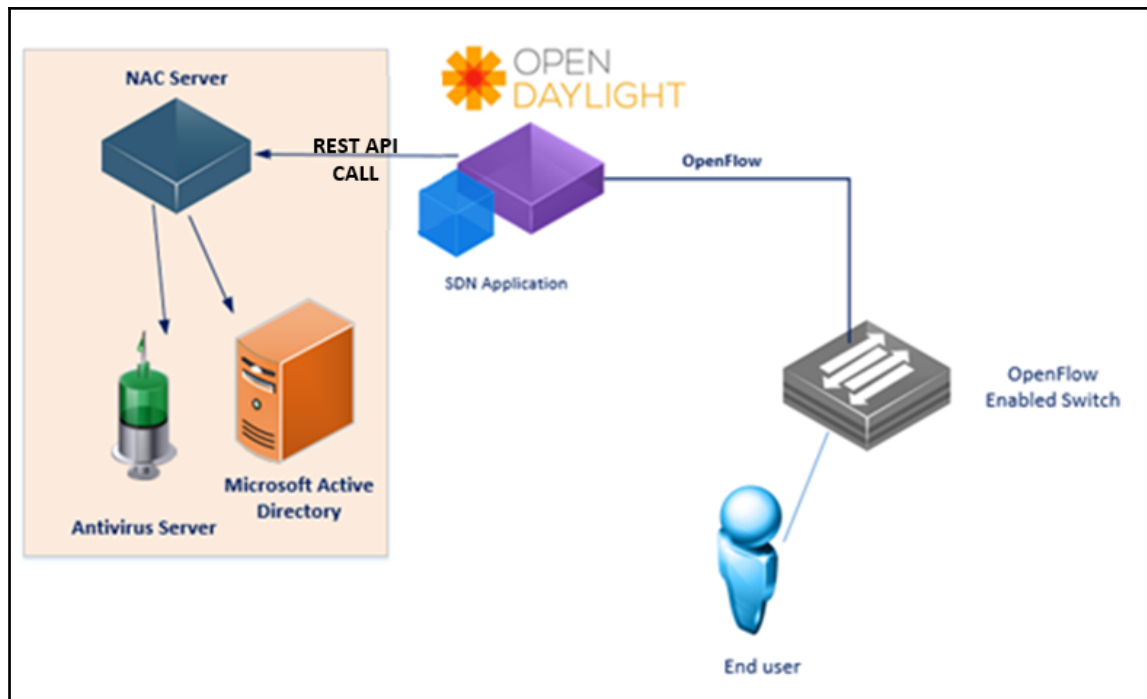 NAC Server
OPEN
DAYLIGHT
REST API
CALL
OpenFlow
SDN Application
OpenFlow
Enabled Switch
Microsoft Active
Directory
Antivirus Server
End user